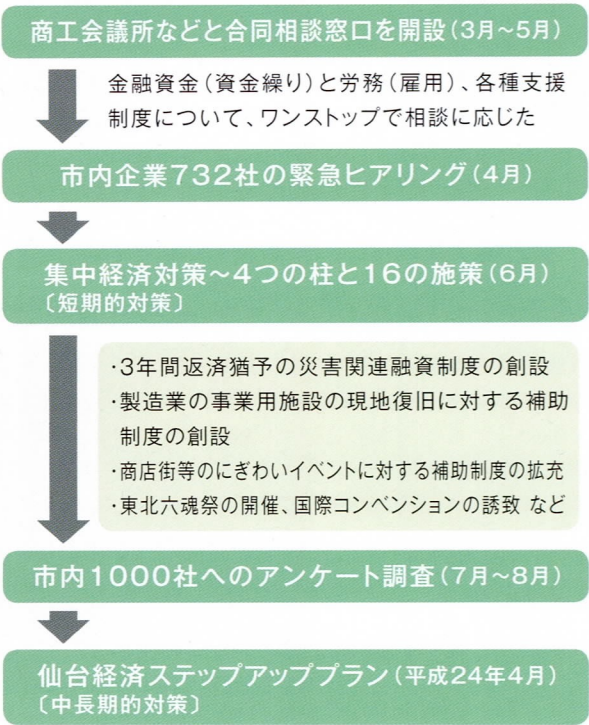 商工会議所などと合同相談窓口を開設（3月～5月）
金融資金（資金繰り）と労務（雇用）、各種支援
制度について、ワンストップで相談に応じた
市内企業732社の緊急ヒアリング（4月）
集中経済対策～4つの柱と16の施策（6月）
〔短期的対策〕
・3年間返済猶予の災害関連融資制度の創設
・製造業の事業用施設の現地復旧に対する補助
制度の創設
・商店街等のにぎわいイベントに対する補助制度の拡充
・東北六魂祭の開催、国際コンベンションの誘致 など
市内1000社へのアンケート調査（7月～8月）
仙台経済ステップアッププラン（平成24年4月）
〔中長期的対策〕